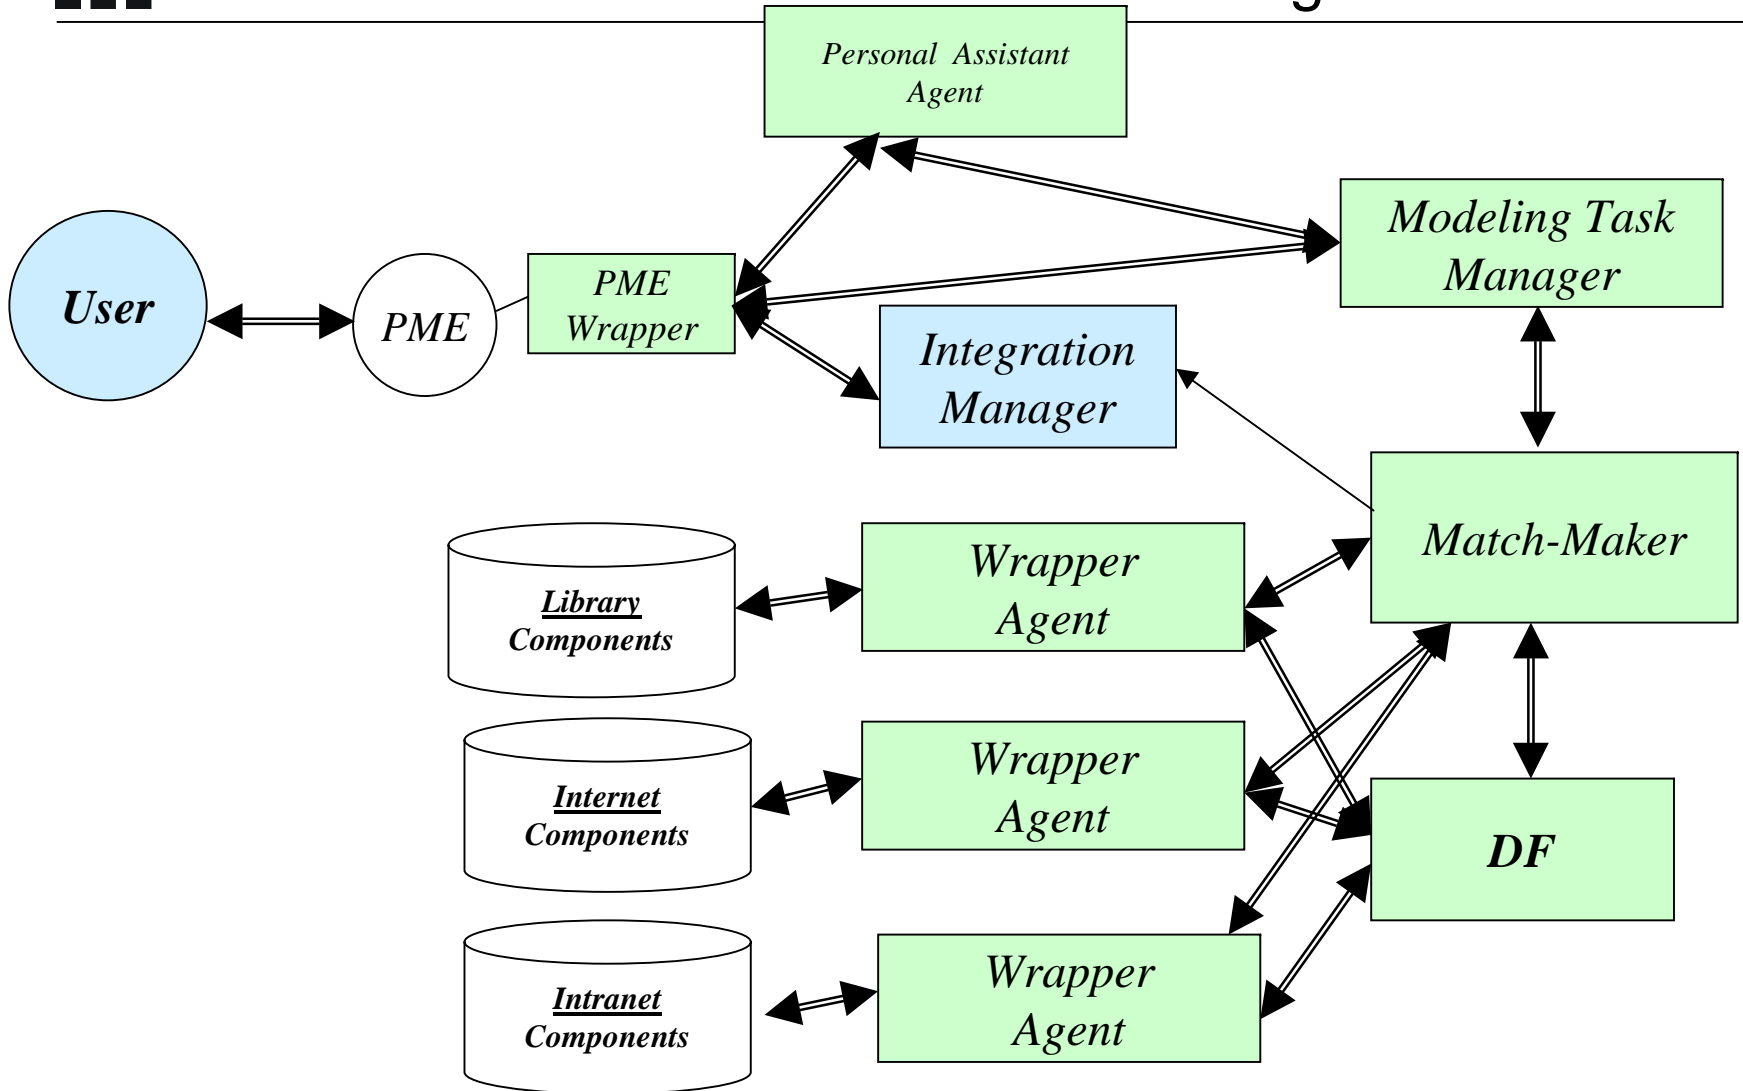 Personal Assistant
Agent
Modeling Task
Manager
User
PME
PME
Wrapper
Integration
Manager
Match-Maker
Library
Components
Wrapper
Agent
Internet
Components
Wrapper
Agent
DF
Intranet
Components
Wrapper
Agent